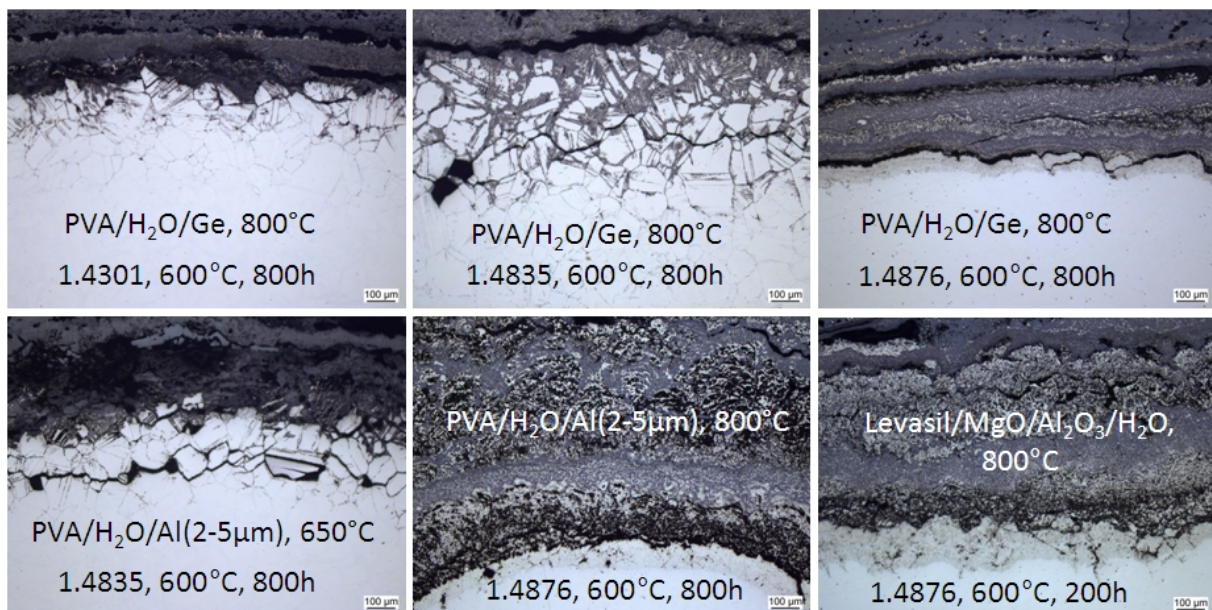 PVA/H₂O/Ge, 800°C
1.4301, 600°C, 800h
100 µm
PVA/H₂O/Ge, 800°C
1.4835, 600°C, 800h
100 µm
PVA/H₂O/Ge, 800°C
1.4876, 600°C, 800h
100 µm
PVA/H₂O/Al(2-5µm), 650°C
1.4835, 600°C, 800h
100 µm
PVA/H₂O/Al(2-5µm), 800°C
1.4876, 600°C, 800h
100 µm
Levasil/MgO/Al₂O₃/H₂O,
800°C
1.4876, 600°C, 200h
100 µm